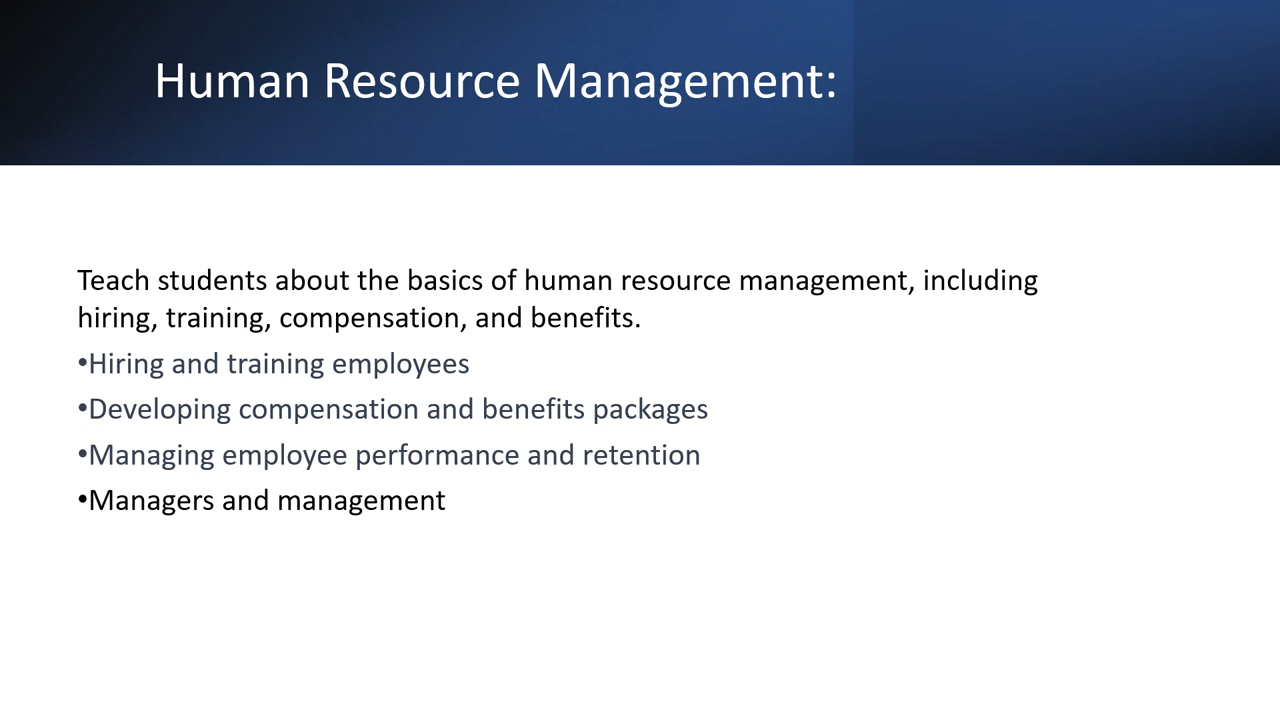 Human Resource Management:
Teach students about the basics of human resource management, including
hiring, training, compensation, and benefits.
•Hiring and training employees
•Developing compensation and benefits packages
•Managing employee performance and retention
•Managers and management